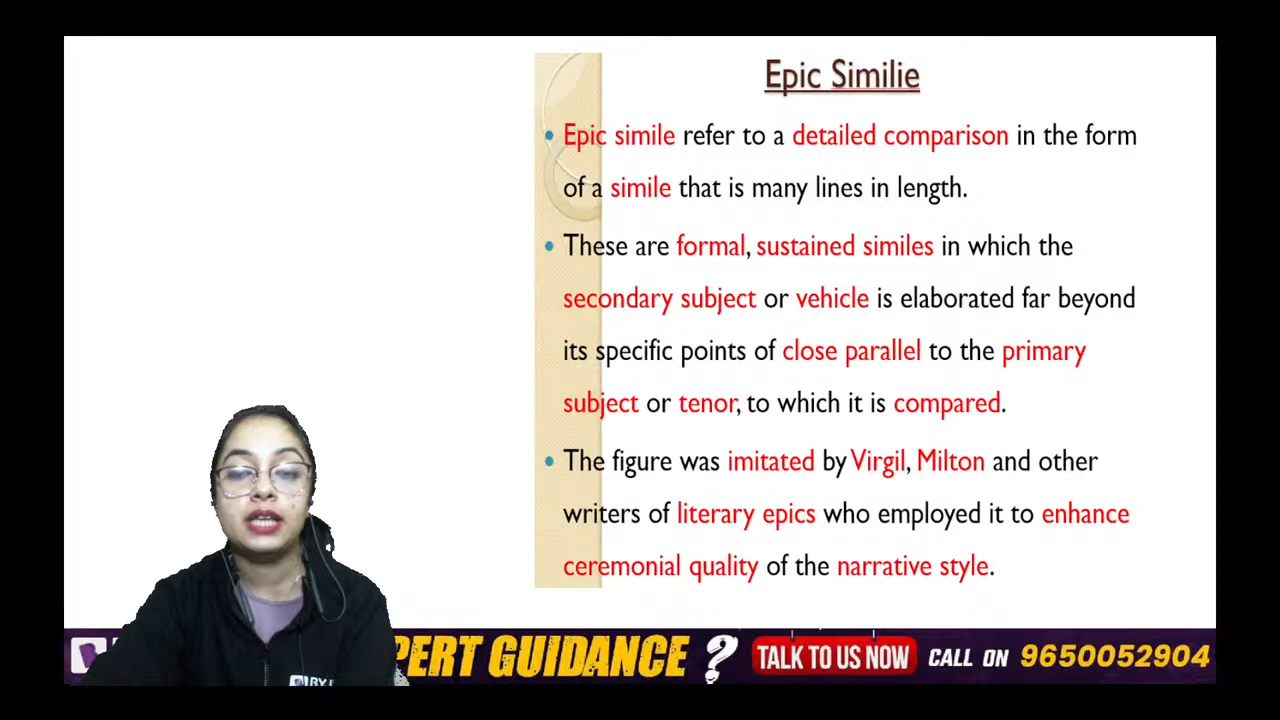 Epic Similie
Epic simile refer to a detailed comparison in the form
of a simile that is many lines in length.
These are formal, sustained similes in which the
secondary subject or vehicle is elaborated far beyond
its specific points of close parallel to the primary
subject or tenor, to which it is compared.
The figure was imitated by Virgil, Milton and other
writers of literary epics who employed it to enhance
ceremonial quality of the narrative style.
PERT GUIDANCE ? TALK TO US NOW CALL ON 9650052904